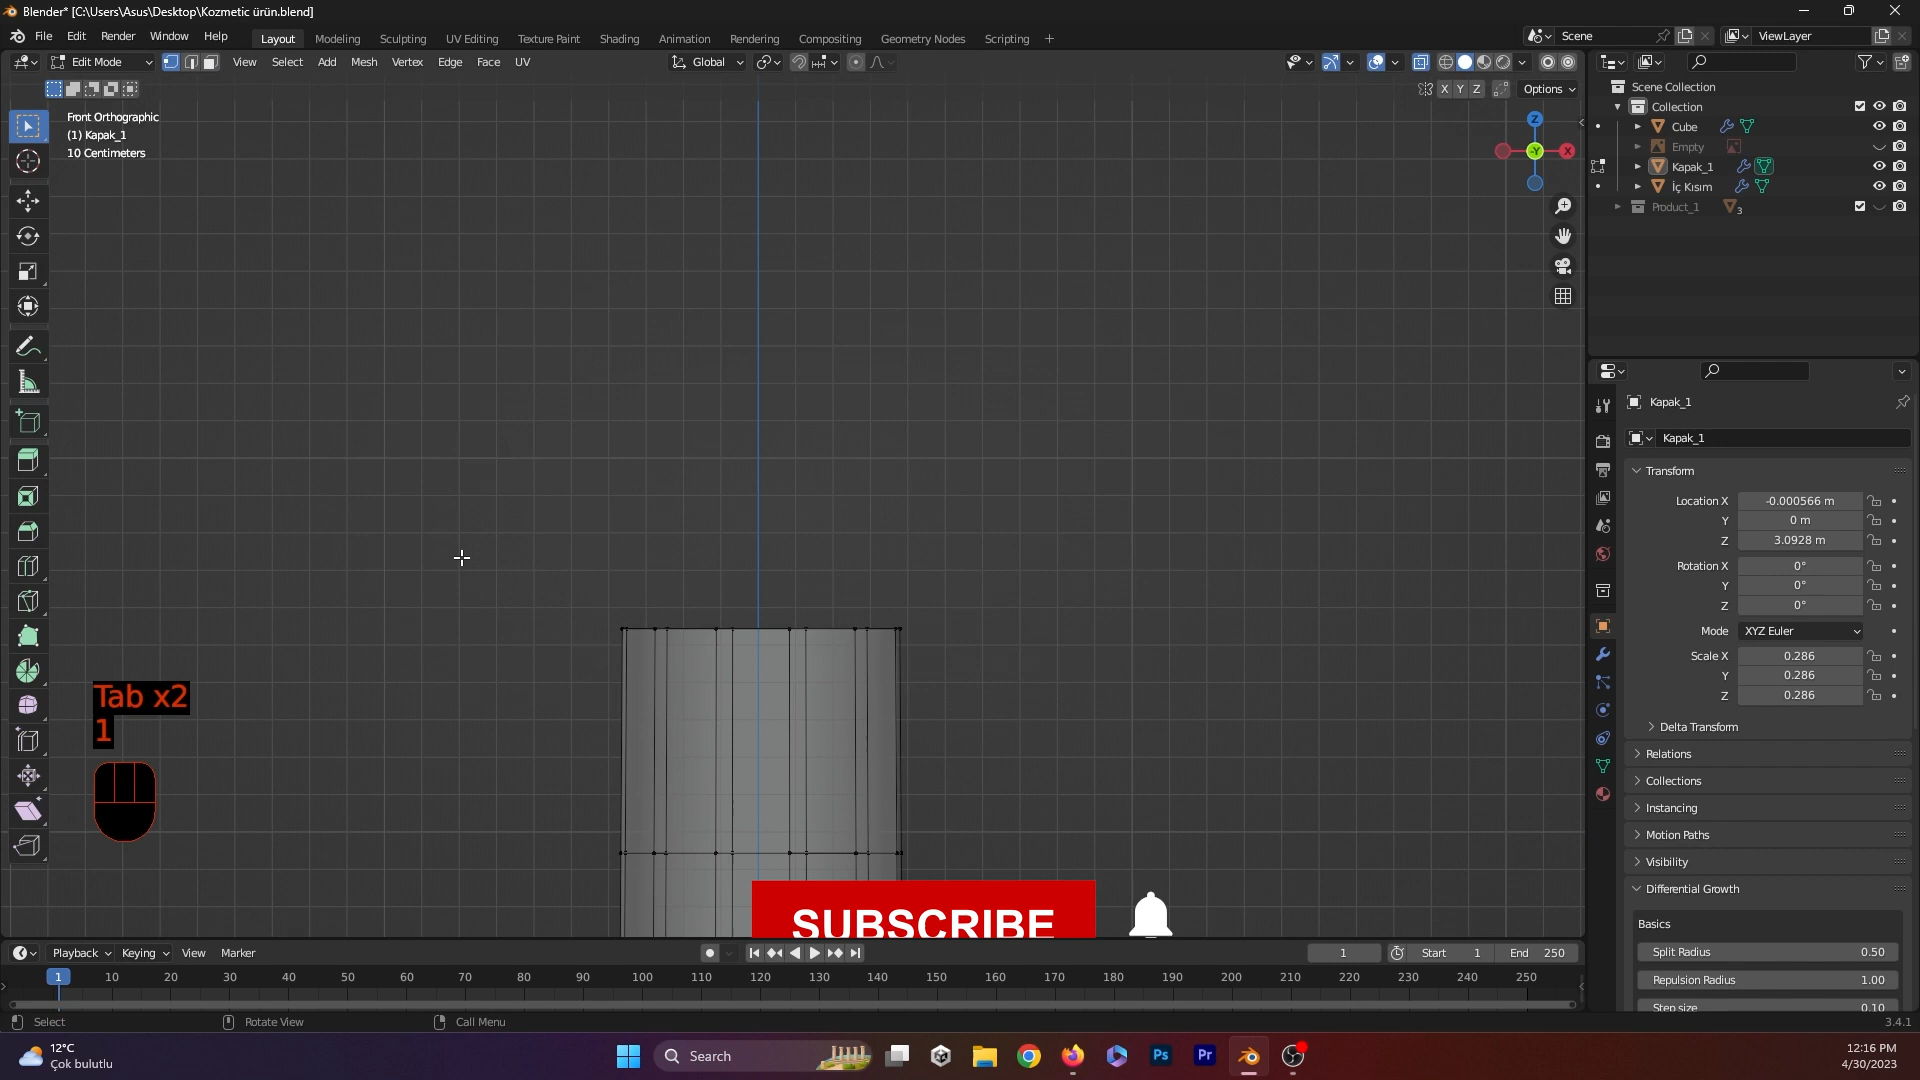 Blender* [C:\Users\Asus\Desktop\Kozmetic ürün.blend]
File Edit Render Window Help Layout Modeling Sculpting UV Editing Texture Paint Shading Animation Rendering Compositing Geometry Nodes Scripting + Scene ViewLayer
Edit Mode View Select Add Mesh Vertex Edge Face UV Global
X Y Z Options
Front Orthographic
(1) Kapak_1
10 Centimeters
Z
-Y X
Scene Collection
Collection
Cube
Empty
Kapak_1
İç Kısım
Product_1 3
Kapak_1
Kapak_1
Transform
Location X -0.000566 m
Y 0 m
Z 3.0928 m
Rotation X 0°
Y 0°
Z 0°
Mode XYZ Euler
Scale X 0.286
Y 0.286
Z 0.286
Delta Transform
Relations
Collections
Instancing
Motion Paths
Visibility
Differential Growth
Basics
Split Radius 0.50
Repulsion Radius 1.00
Step size 0.10
Tab x2
1
SUBSCRIBE
Playback Keying View Marker 1 Start 1 End 250
1 10 20 30 40 50 60 70 80 90 100 110 120 130 140 150 160 170 180 190 200 210 220 230 240 250
Select Rotate View Call Menu 3.4.1
12°C
Çok bulutlu
Search
Ps Pr
12:16 PM
4/30/2023